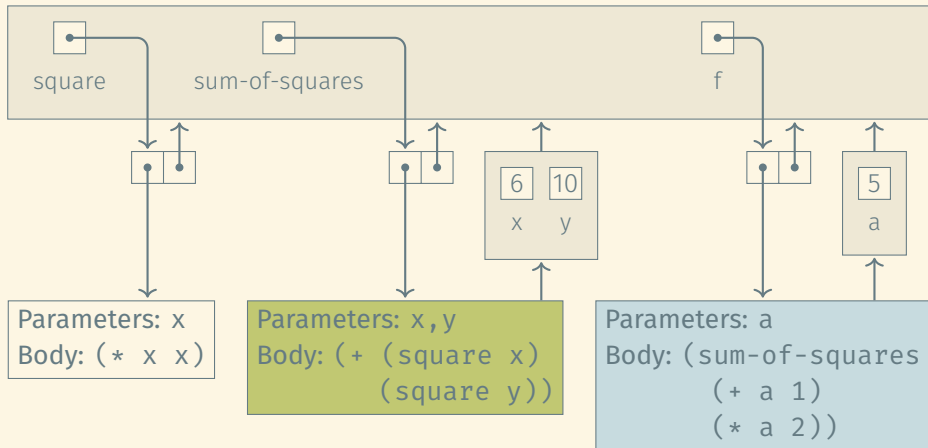 square sum-of-squares f
6 10 5
x y a
Parameters: x
Body: (* x x)
Parameters: x,y
Body: (+ (square x)
(square y))
Parameters: a
Body: (sum-of-squares
(+ a 1)
(* a 2))